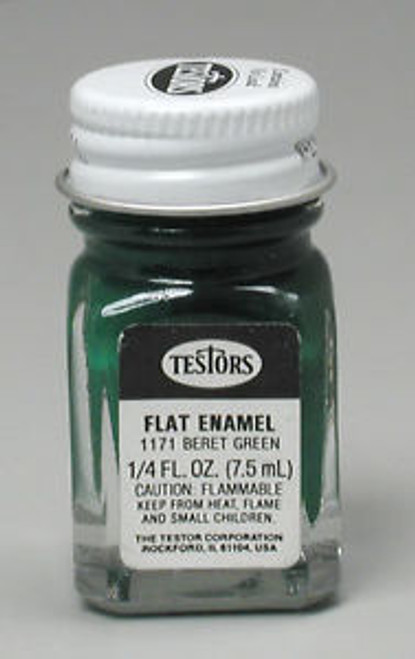 TESTORS
TESTORS
FLAT ENAMEL
1171 BERET GREEN
1/4 FL. OZ. (7.5 mL)
CAUTION: FLAMMABLE
KEEP FROM HEAT, FLAME
AND SMALL CHILDREN.
THE TESTOR CORPORATION
ROCKFORD, IL 61104, USA